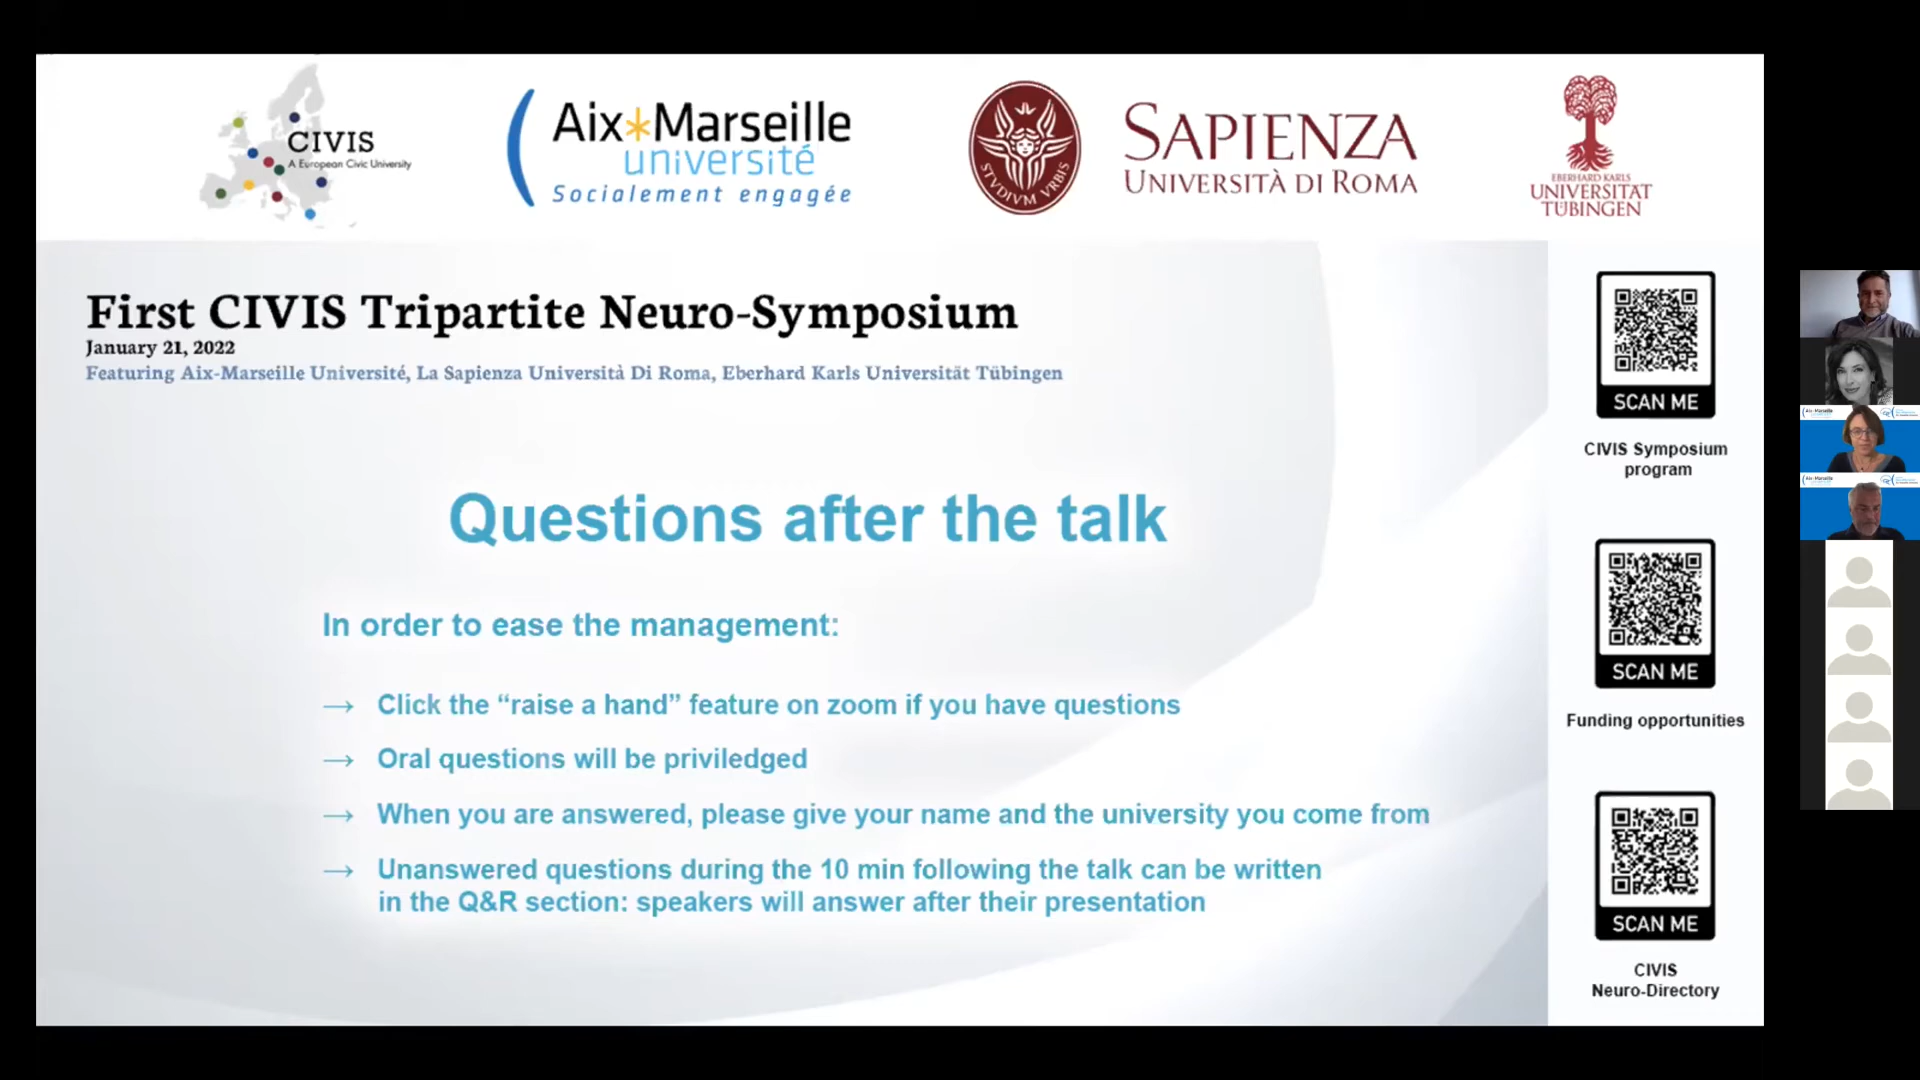 CIVIS
A European Civic University
Aix*Marseille
université
Socialement engagée
STVDIVM VRBIS
SAPIENZA
UNIVERSITÀ DI ROMA
EBERHARD KARLS
UNIVERSITÄT
TÜBINGEN
First CIVIS Tripartite Neuro-Symposium
January 21, 2022
Featuring Aix-Marseille Université, La Sapienza Università Di Roma, Eberhard Karls Universität Tübingen
Questions after the talk
In order to ease the management:
→ Click the “raise a hand” feature on zoom if you have questions
→ Oral questions will be priviledged
→ When you are answered, please give your name and the university you come from
→ Unanswered questions during the 10 min following the talk can be written
in the Q&R section: speakers will answer after their presentation
SCAN ME
CIVIS Symposium
program
SCAN ME
Funding opportunities
SCAN ME
CIVIS
Neuro-Directory
Aix*Marseille
Aix*Marseille